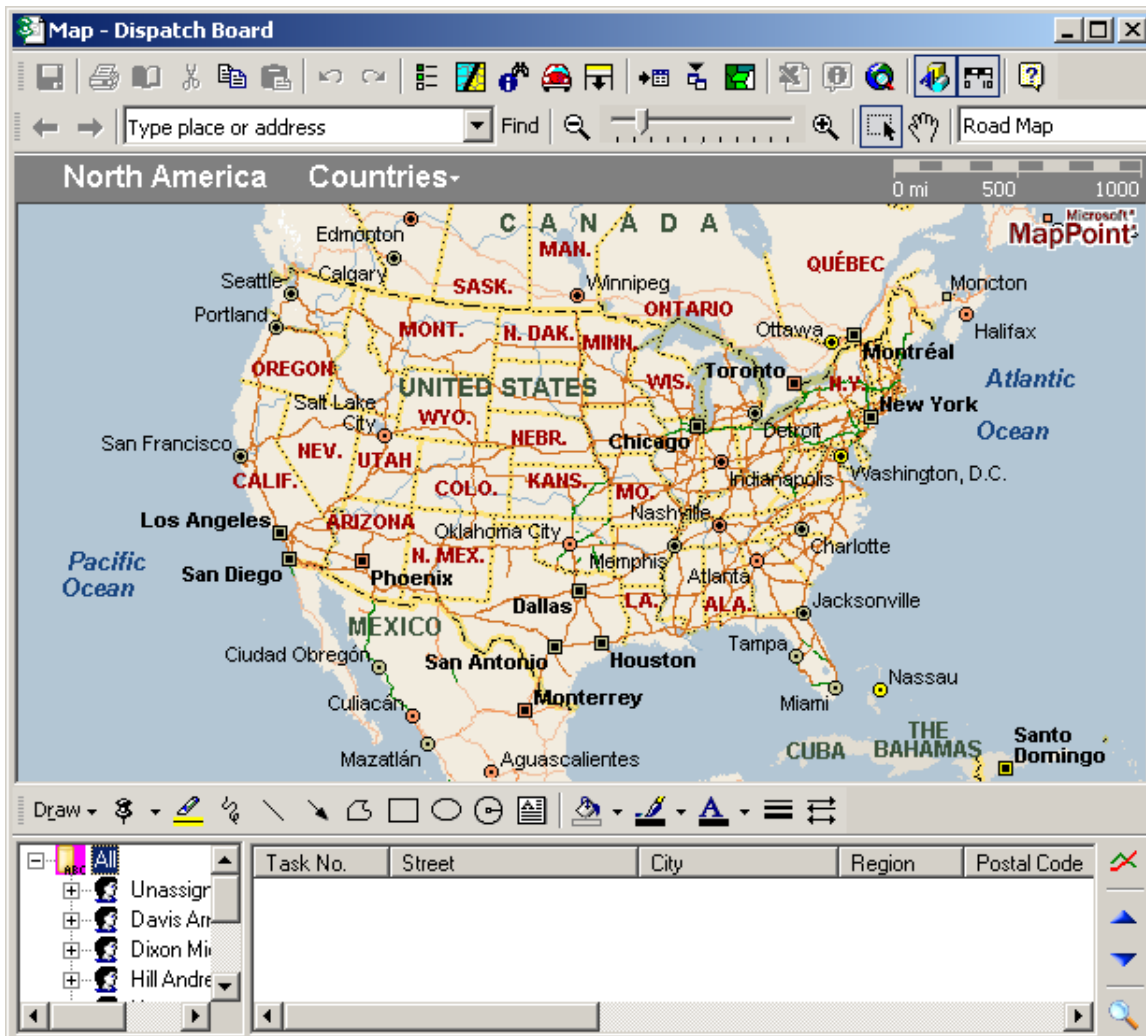 Map - Dispatch Board
Type place or address
Find
Road Map
North America Countries
0 mi 500 1000
C A N A D A
Microsoft®
MapPoint®
Edmonton
MAN.
QUÉBEC
Seattle
Calgary
SASK.
Winnipeg
Moncton
Portland
MONT.
N. DAK.
MINN.
ONTARIO
Ottawa
Halifax
Montréal
OREGON
UNITED STATES
WIS.
Toronto
N.Y.
Atlantic
Ocean
Salt Lake
City
WYO.
New York
San Francisco
NEV.
UTAH
NEBR.
Chicago
Detroit
CALIF.
COLO.
KANS.
MO.
Indianapolis
Washington, D.C.
Los Angeles
ARIZONA
Oklahoma City
Nashville
Pacific
Ocean
San Diego
Phoenix
N. MEX.
Memphis
Atlanta
Charlotte
Dallas
LA.
ALA.
Jacksonville
MEXICO
Ciudad Obregón
San Antonio
Houston
Tampa
Culiacán
Monterrey
Miami
Nassau
Mazatlán
Aguascalientes
CUBA
THE
BAHAMAS
Santo
Domingo
Draw
A
ABC
All
Unassign
Davis Arr
Dixon Mi
Hill Andre
Task No. Street City Region Postal Code